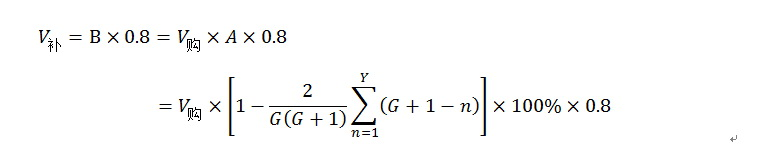 V补 = B × 0.8 = V购 × A × 0.8
= V购 × [1 − 2/(G(G + 1)) ∑_{n=1}^{Y} (G + 1 − n)] × 100% × 0.8